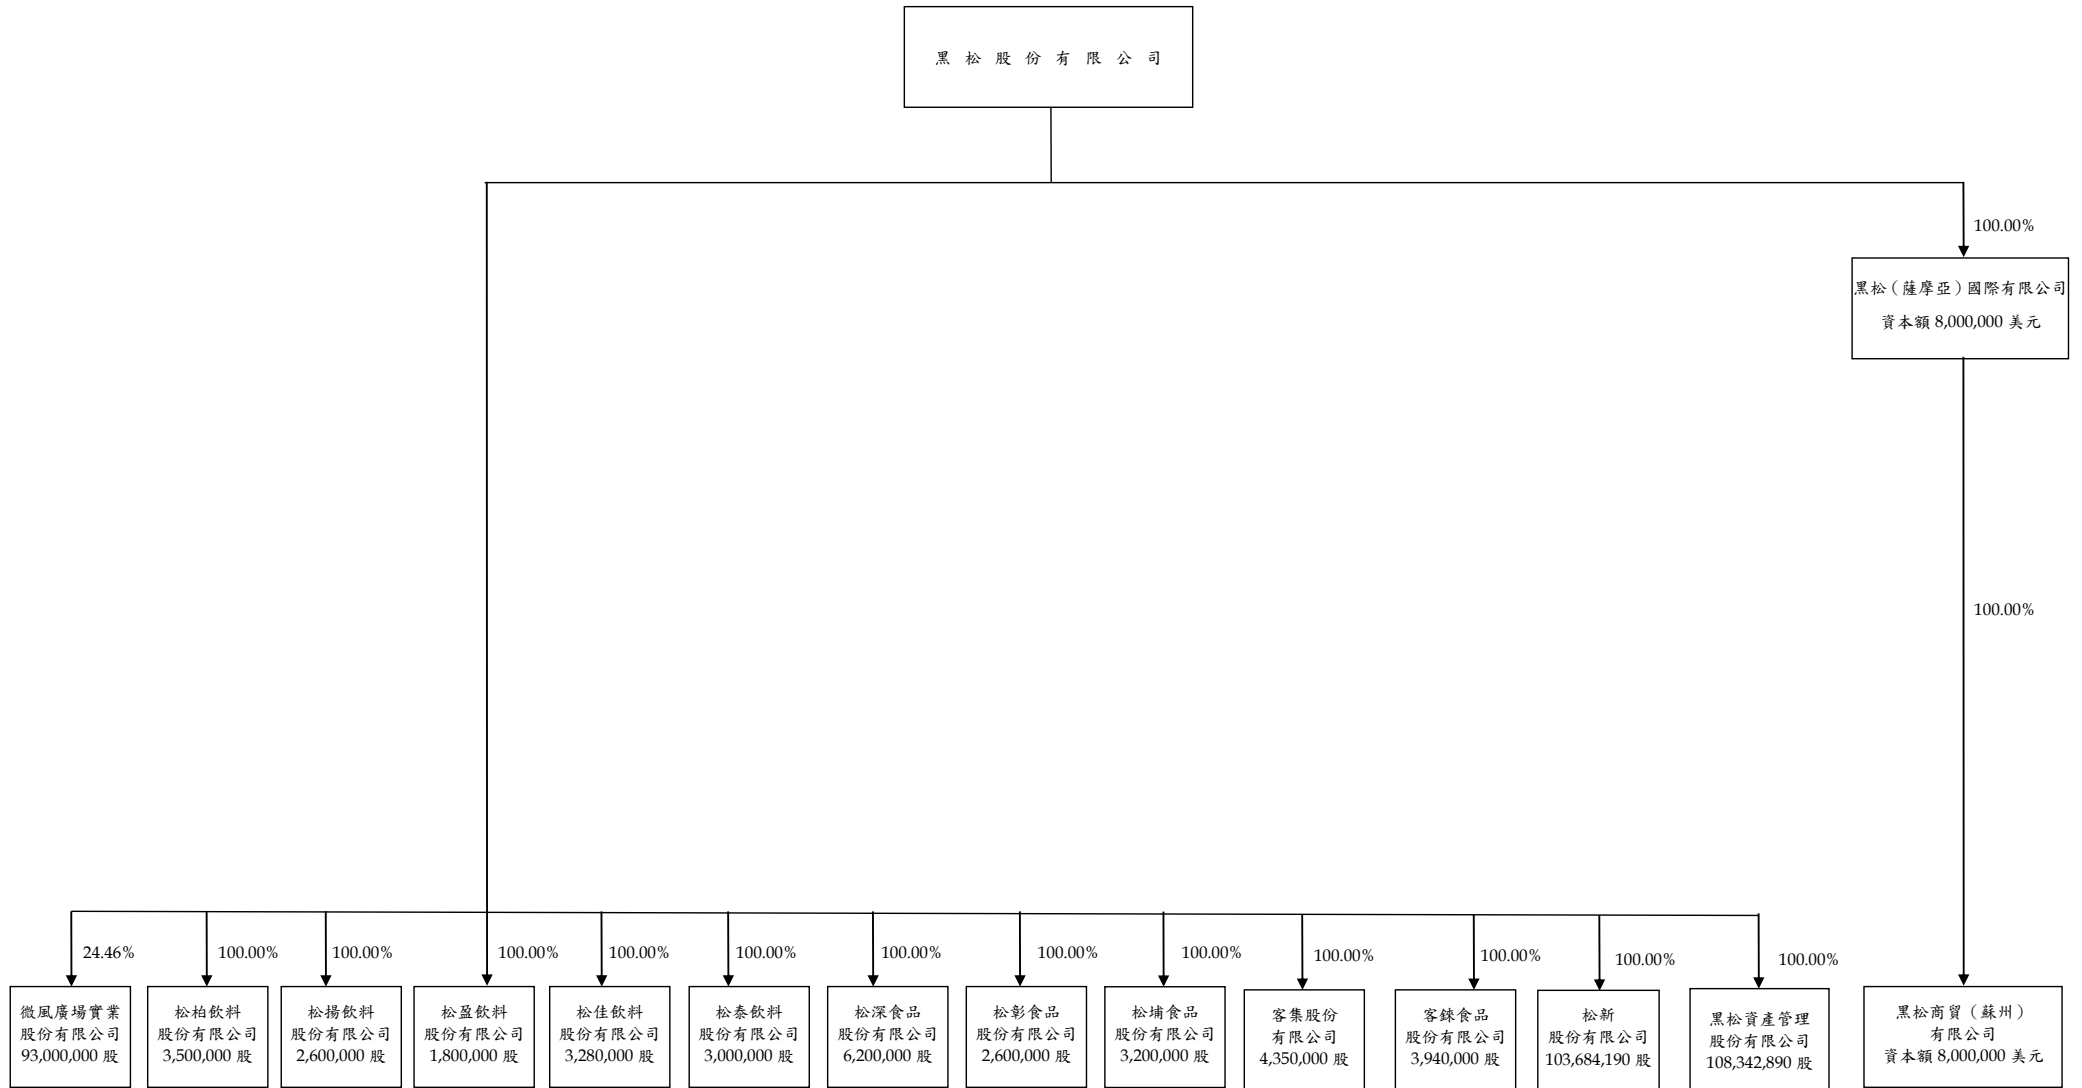 黑松股份有限公司
100.00%
黑松（薩摩亞）國際有限公司
資本額 8,000,000 美元
100.00%
24.46%
100.00%
100.00%
100.00%
100.00%
100.00%
100.00%
100.00%
100.00%
100.00%
100.00%
100.00%
100.00%
微風廣場實業
股份有限公司
93,000,000 股
松柏飲料
股份有限公司
3,500,000 股
松揚飲料
股份有限公司
2,600,000 股
松盈飲料
股份有限公司
1,800,000 股
松佳飲料
股份有限公司
3,280,000 股
松泰飲料
股份有限公司
3,000,000 股
松深食品
股份有限公司
6,200,000 股
松彰食品
股份有限公司
2,600,000 股
松埔食品
股份有限公司
3,200,000 股
客集股份
有限公司
4,350,000 股
客錸食品
股份有限公司
3,940,000 股
松新
股份有限公司
103,684,190 股
黑松資產管理
股份有限公司
108,342,890 股
黑松商貿（蘇州）
有限公司
資本額 8,000,000 美元